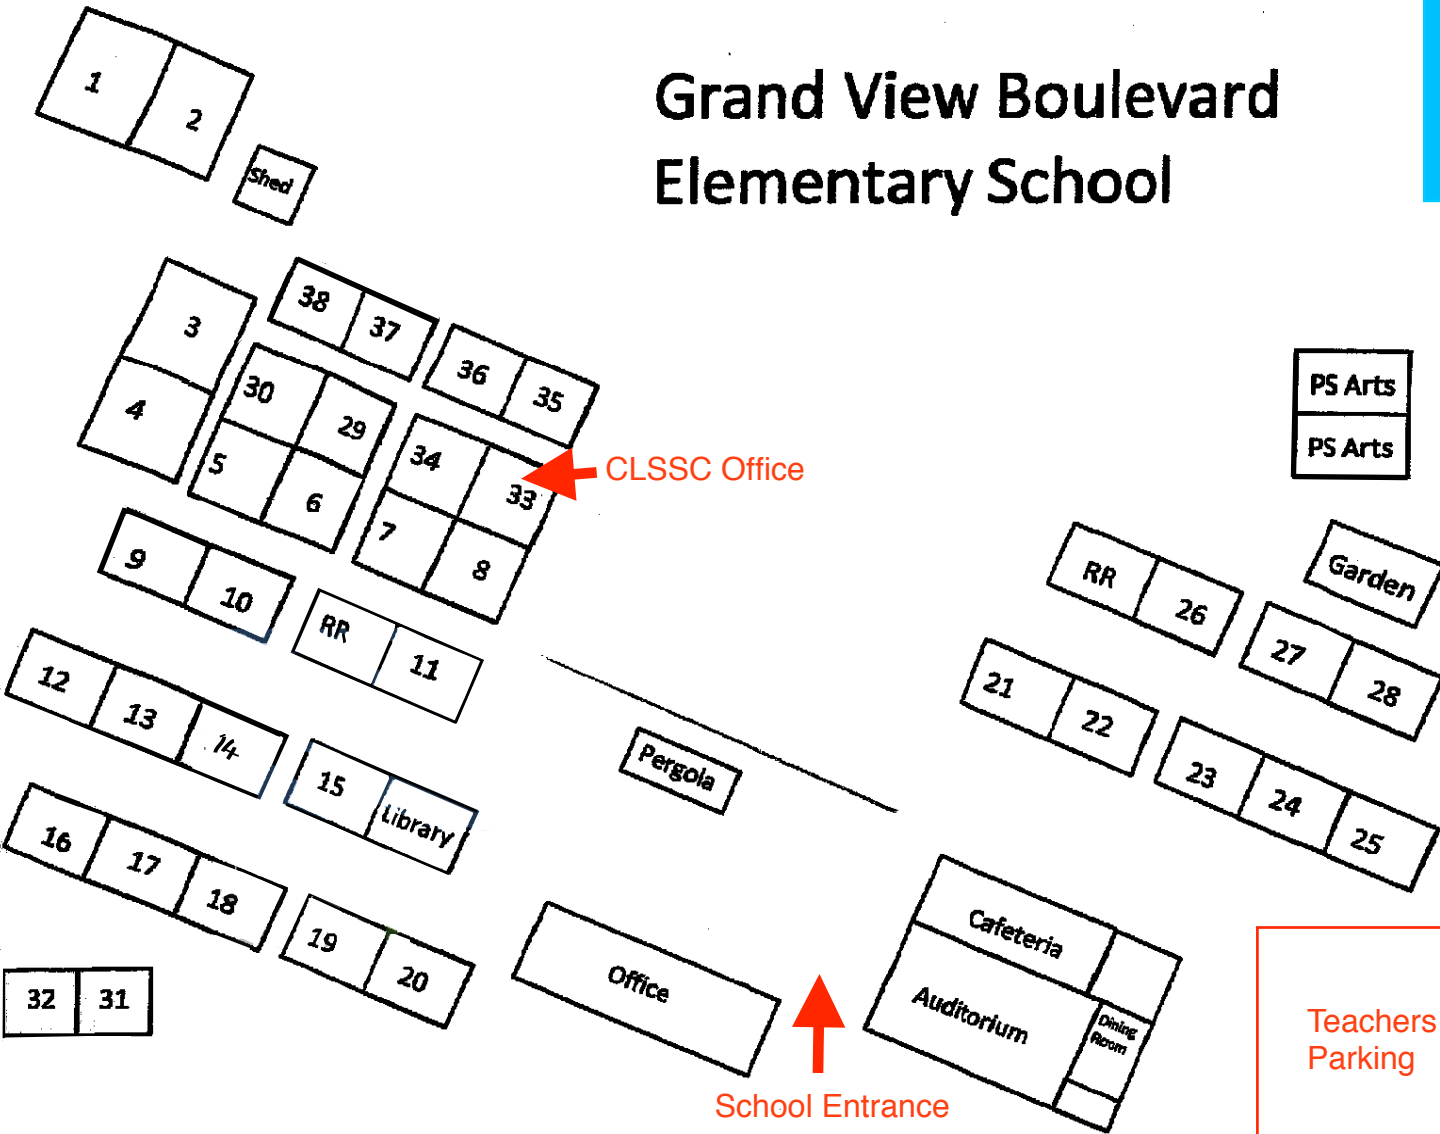 Grand View Boulevard
Elementary School
1
2
Shed
3
4
38
37
36
35
30
29
34
33
CLSSC Office
5
6
7
8
PS Arts
PS Arts
9
10
RR
11
RR
26
Garden
27
28
12
13
14
15
Library
Pergola
21
22
23
24
25
16
17
18
19
20
32
31
Office
Cafeteria
Auditorium
Dining
Room
School Entrance
Teachers
Parking